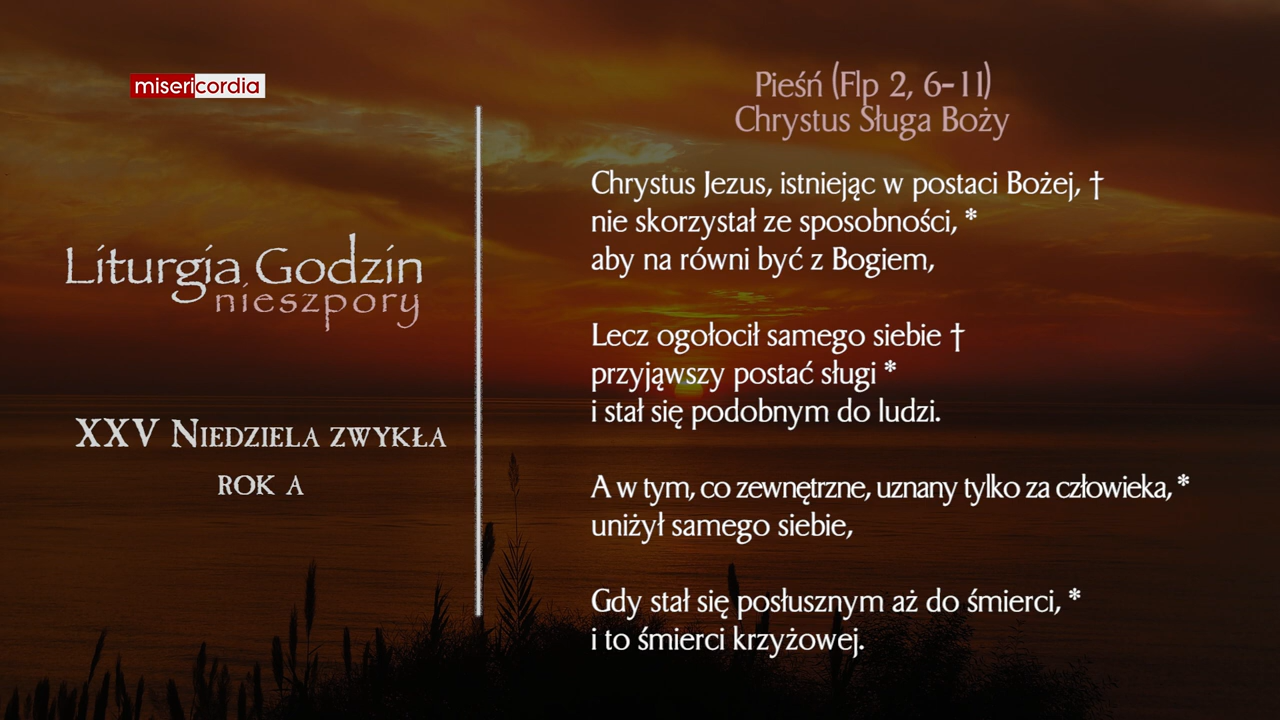 misericordia
Liturgia Godzin
nieszpory
XXV Niedziela zwykła
rok A
Pieśń (Flp 2, 6-11)
Chrystus Sługa Boży
Chrystus Jezus, istniejąc w postaci Bożej, †
nie skorzystał ze sposobności, *
aby na równi być z Bogiem,
Lecz ogołocił samego siebie †
przyjąwszy postać sługi *
i stał się podobnym do ludzi.
A w tym, co zewnętrzne, uznany tylko za człowieka, *
uniżył samego siebie,
Gdy stał się posłusznym aż do śmierci, *
i to śmierci krzyżowej.